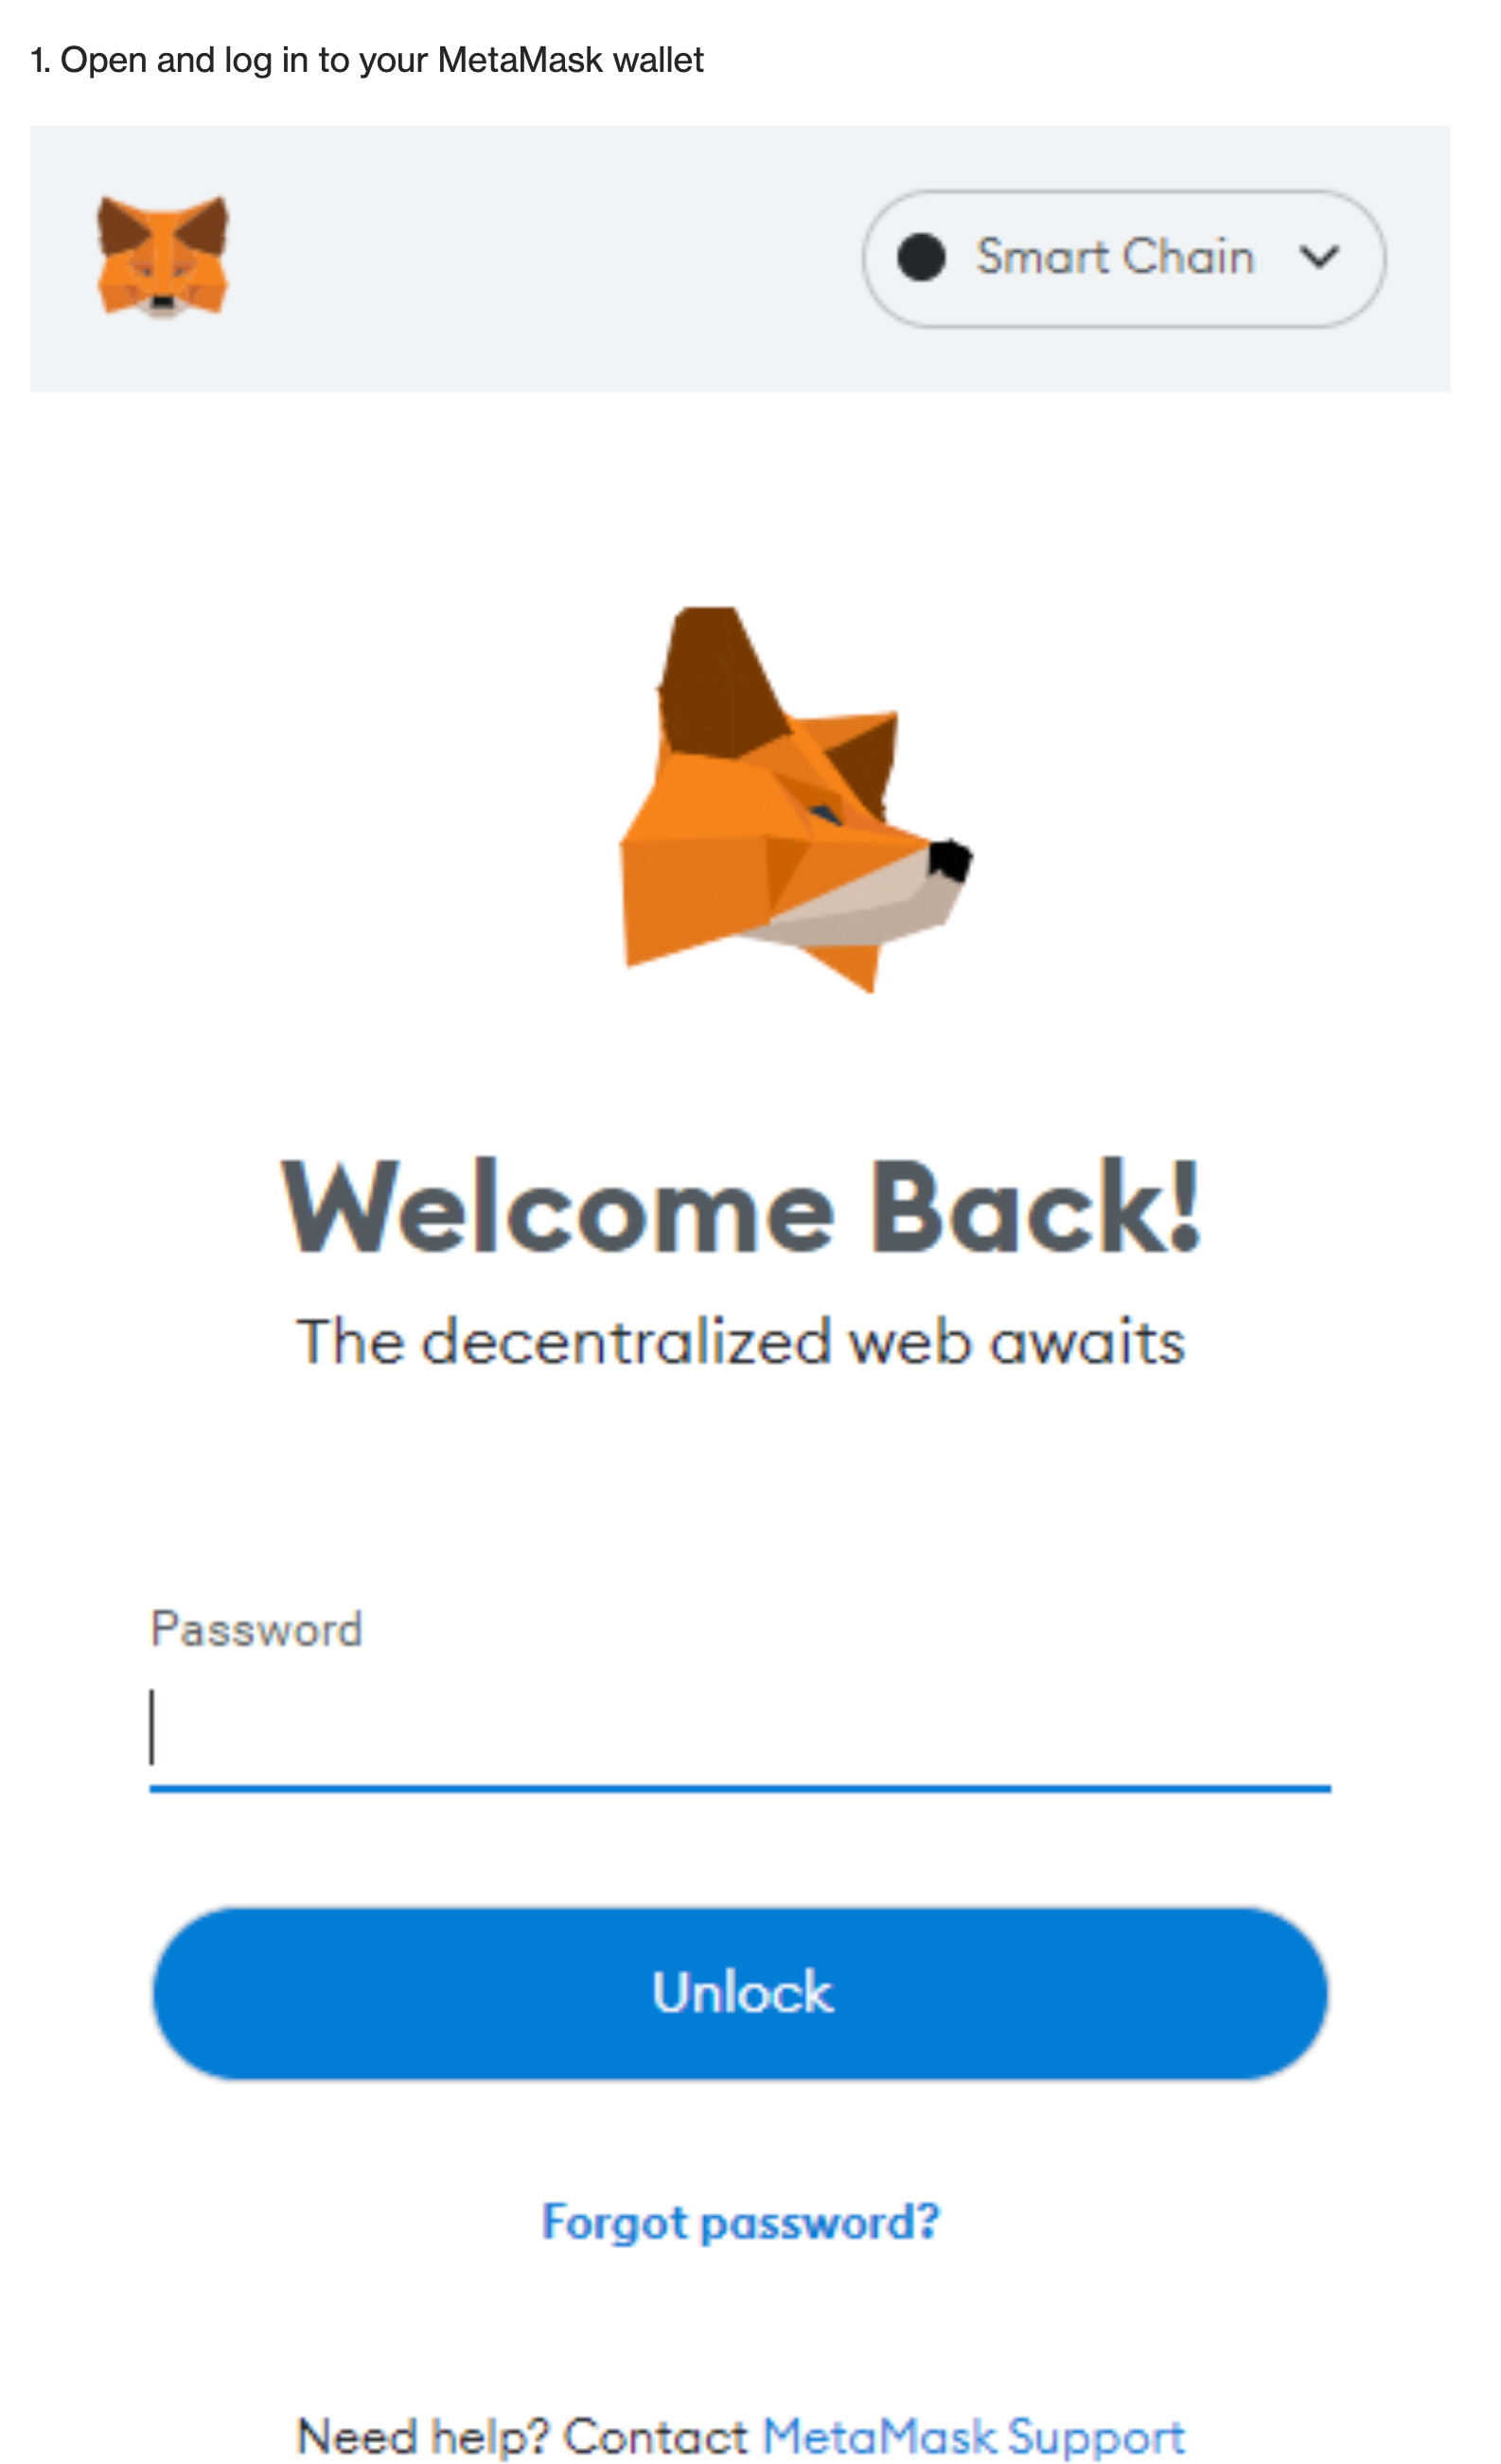 1. Open and log in to your MetaMask wallet
Smart Chain
Welcome Back!
The decentralized web awaits
Password
Unlock
Forgot password?
Need help? Contact MetaMask Support